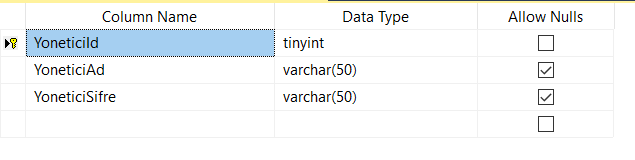 Column Name Data Type Allow Nulls
YoneticiId tinyint
YoneticiAd varchar(50)
YoneticiSifre varchar(50)